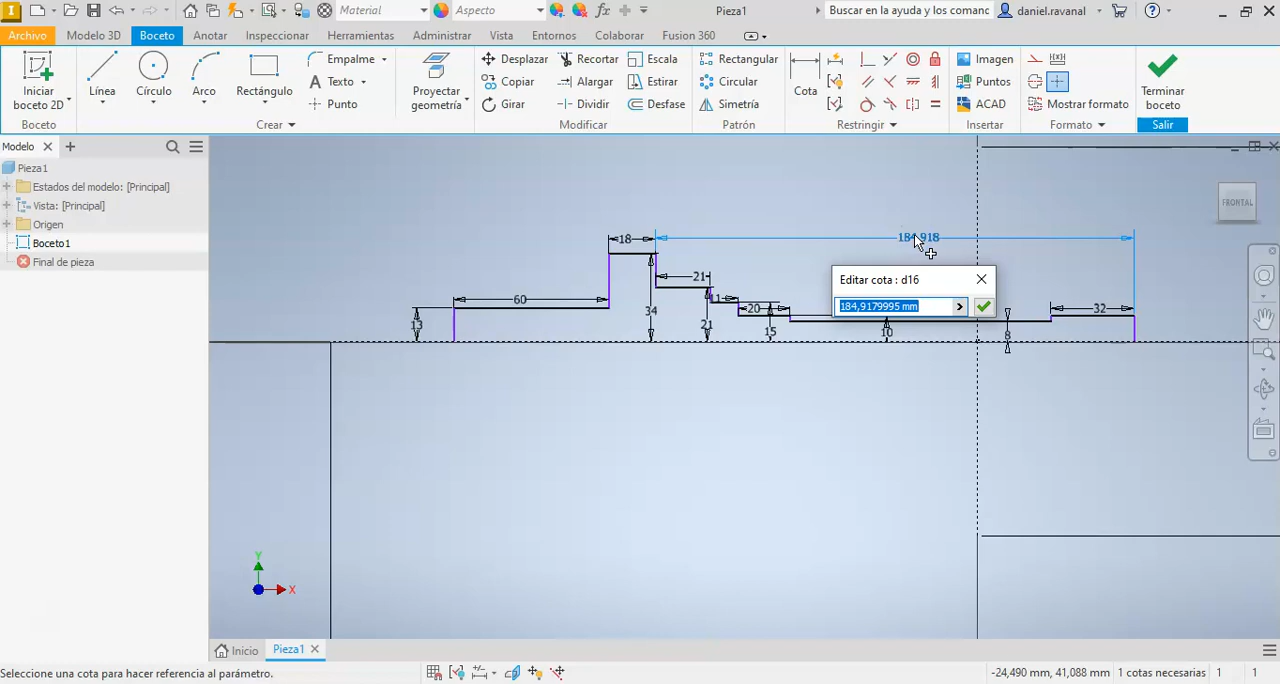 Material
Aspecto
fx
Pieza1
Buscar en la ayuda y los comanc
daniel.ravanal
Archivo
Modelo 3D
Boceto
Anotar
Inspeccionar
Herramientas
Administrar
Vista
Entornos
Colaborar
Fusion 360
Iniciar
boceto 2D
Línea
Círculo
Arco
Rectángulo
Empalme
Texto
Punto
Proyectar
geometría
Desplazar
Copiar
Girar
Recortar
Alargar
Dividir
Escala
Estirar
Desfase
Rectangular
Circular
Simetría
Cota
Imagen
Puntos
ACAD
Mostrar formato
Terminar
boceto
Boceto
Crear
Modificar
Patrón
Restringir
Insertar
Formato
Salir
Modelo
Pieza1
Estados del modelo: [Principal]
Vista: [Principal]
Origen
Boceto1
Final de pieza
FRONTAL
18
184,918
Editar cota : d16
184,9179995 mm
21
60
11
20
32
13
34
21
15
10
8
Y
X
Inicio
Pieza1
Seleccione una cota para hacer referencia al parámetro.
-24,490 mm, 41,088 mm
1 cotas necesarias
1
1